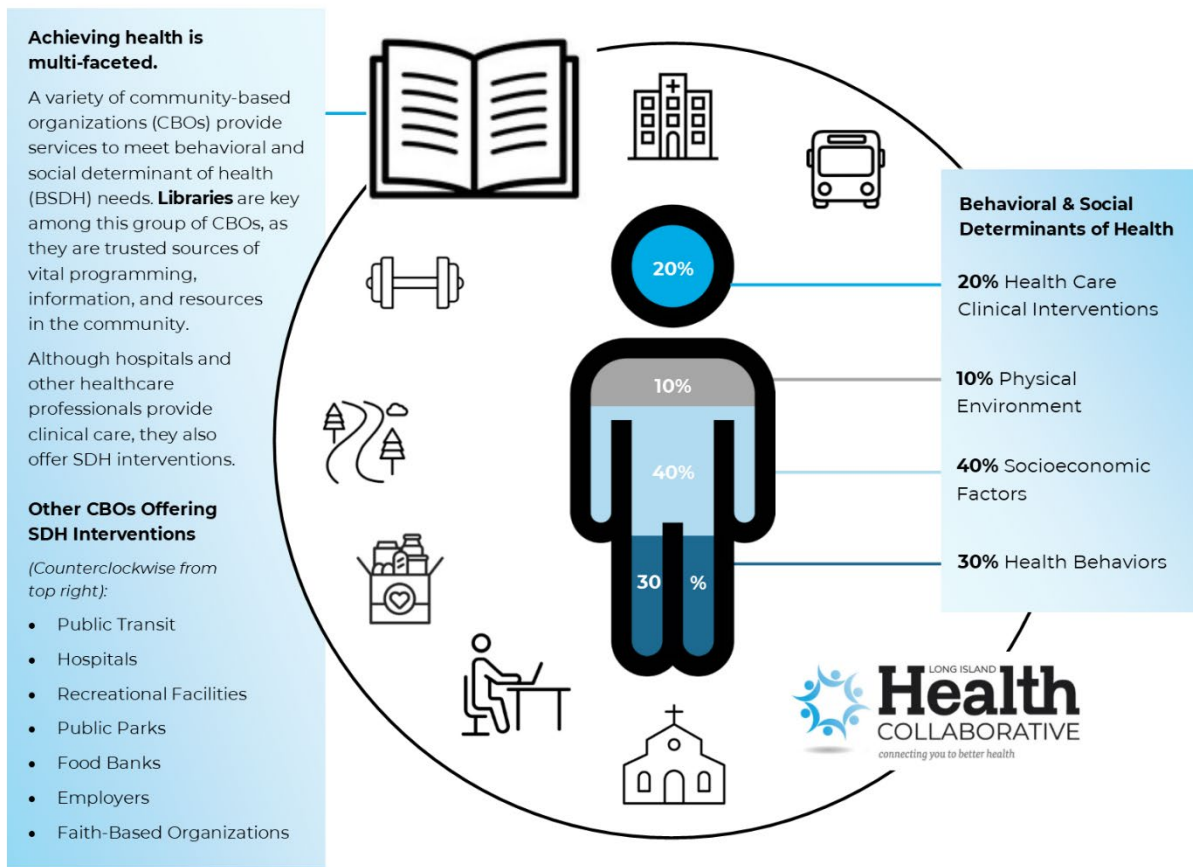 Achieving health is
multi-faceted.
A variety of community-based
organizations (CBOs) provide
services to meet behavioral and
social determinant of health
(BSDH) needs. Libraries are key
among this group of CBOs, as
they are trusted sources of
vital programming,
information, and resources
in the community.
Although hospitals and
other healthcare
professionals provide
clinical care, they also
offer SDH interventions.
Other CBOs Offering
SDH Interventions
(Counterclockwise from
top right):
• Public Transit
• Hospitals
• Recreational Facilities
• Public Parks
• Food Banks
• Employers
• Faith-Based Organizations
20%
10%
40%
30 %
Behavioral & Social
Determinants of Health
20% Health Care
Clinical Interventions
10% Physical
Environment
40% Socioeconomic
Factors
30% Health Behaviors
LONG ISLAND
Health
COLLABORATIVE
connecting you to better health